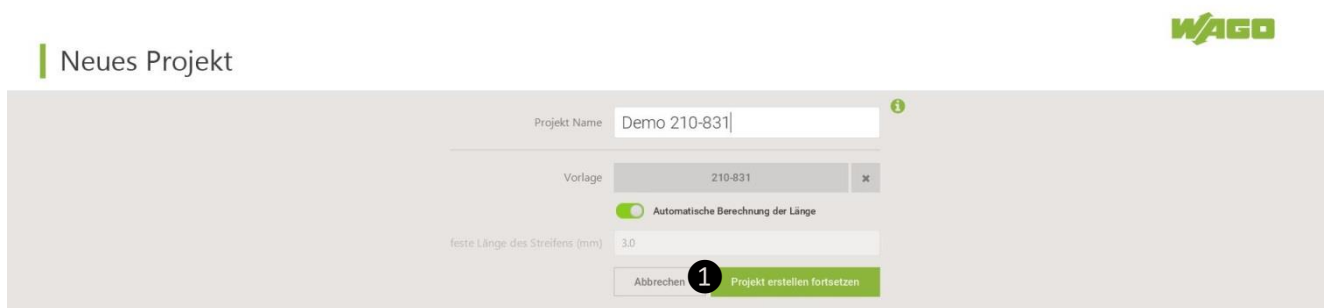 WAGO
Neues Projekt
Projekt Name Demo 210-831
Vorlage 210-831
Automatische Berechnung der Länge
feste Länge des Streifens (mm) 3.0
Abbrechen 1 Projekt erstellen fortsetzen